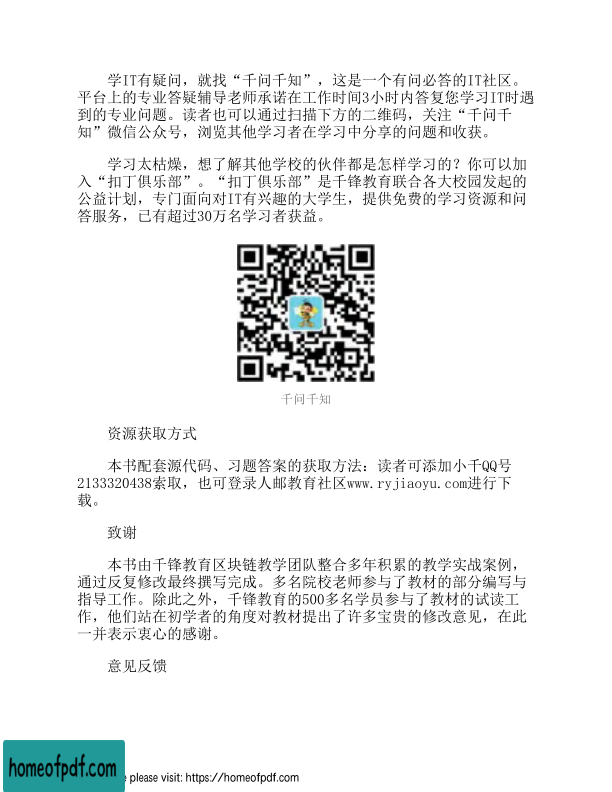 学IT有疑问，就找“千问千知”，这是一个有问必答的IT社区。
平台上的专业答疑辅导老师承诺在工作时间3小时内答复您学习IT时遇
到的专业问题。读者也可以通过扫描下方的二维码，关注“千问千
知”微信公众号，浏览其他学习者在学习中分享的问题和收获。
学习太枯燥，想了解其他学校的伙伴都是怎样学习的？你可以加
入“扣丁俱乐部”。“扣丁俱乐部”是千锋教育联合各大校园发起的
公益计划，专门面向对IT有兴趣的大学生，提供免费的学习资源和问
答服务，已有超过30万名学习者获益。
千问千知
资源获取方式
本书配套源代码、习题答案的获取方法：读者可添加小千QQ号
2133320438索取，也可登录人邮教育社区www.ryjiaoyu.com进行下
载。
致谢
本书由千锋教育区块链教学团队整合多年积累的教学实战案例，
通过反复修改最终撰写完成。多名院校老师参与了教材的部分编写与
指导工作。除此之外，千锋教育的500多名学员参与了教材的试读工
作，他们站在初学者的角度对教材提出了许多宝贵的修改意见，在此
一并表示衷心的感谢。
意见反馈
homeofpdf.com
please visit: https://homeofpdf.com